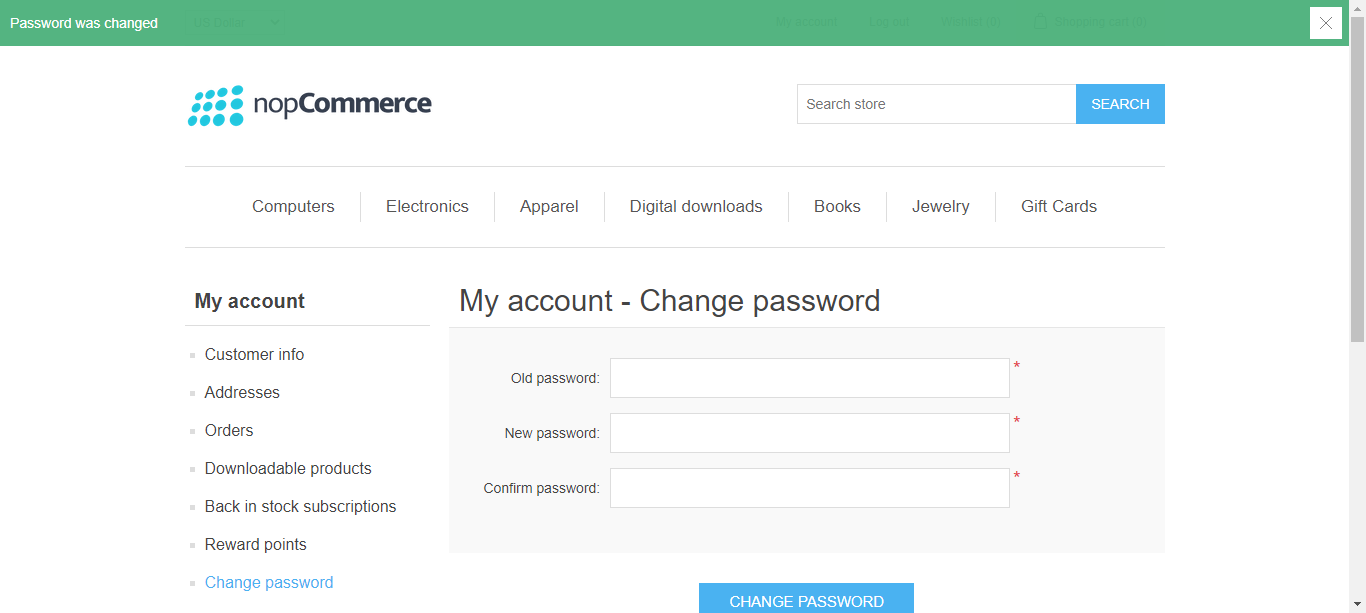 Password was changed
US Dollar
My account Log out Wishlist (0) Shopping cart (0)
nopCommerce
Search store
SEARCH
Computers
Electronics
Apparel
Digital downloads
Books
Jewelry
Gift Cards
My account
Customer info
Addresses
Orders
Downloadable products
Back in stock subscriptions
Reward points
Change password
My account - Change password
Old password: *
New password: *
Confirm password: *
CHANGE PASSWORD